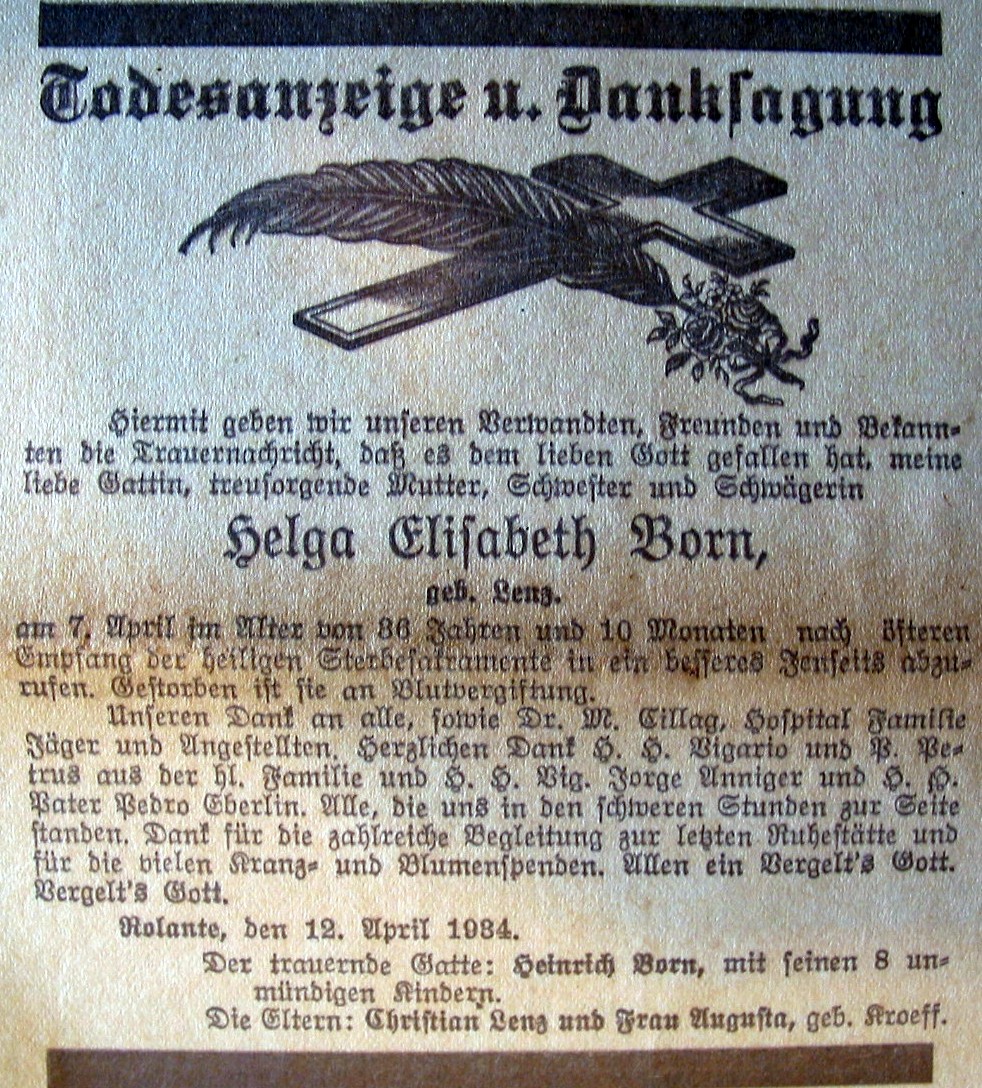 Todesanzeige u. Danksagung
Hiermit geben wir unseren Verwandten, Freunden und Bekann-
ten die Trauernachricht, daß es dem lieben Gott gefallen hat, meine
liebe Gattin, treusorgende Mutter, Schwester und Schwägerin
Helga Elisabeth Born,
geb. Lenz.
am 7. April im Alter von 36 Jahren und 10 Monaten nach öfteren
Empfang der heiligen Sterbesakramente in ein besseres Jenseits abzu-
rufen. Gestorben ist sie an Blutvergiftung.
Unseren Dank an alle, sowie Dr. M. Cillag, Hospital Familie
Jäger und Angestellten. Herzlichen Dank H. H. Vigario und P. Pe-
trus aus der hl. Familie und H. H. Vig. Jorge Anniger und H. H.
Pater Pedro Eberlin. Alle, die uns in den schweren Stunden zur Seite
standen. Dank für die zahlreiche Begleitung zur letzten Ruhestätte und
für die vielen Kranz- und Blumenspenden. Allen ein Vergelt's Gott.
Vergelt's Gott.
Rolante, den 12. April 1934.
Der trauernde Gatte: Heinrich Born, mit seinen 8 un-
mündigen Kindern.
Die Eltern: Christian Lenz und Frau Augusta, geb. Kroeff.